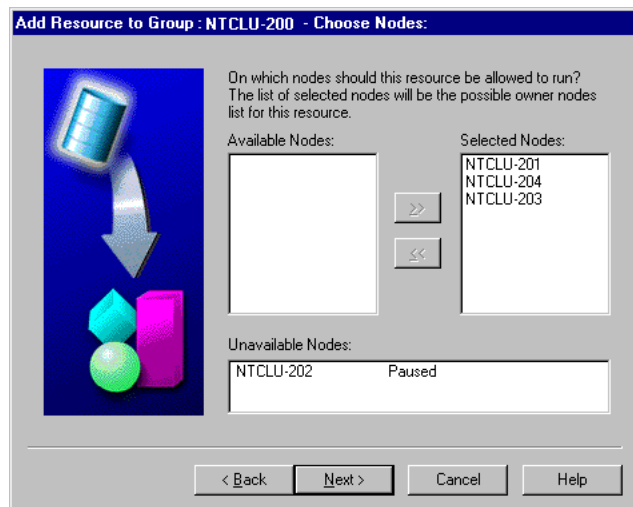 Add Resource to Group : NTCLU-200 - Choose Nodes:
On which nodes should this resource be allowed to run?
The list of selected nodes will be the possible owner nodes
list for this resource.
Available Nodes:
Selected Nodes:
NTCLU-201
NTCLU-204
NTCLU-203
>>
<<
Unavailable Nodes:
NTCLU-202 Paused
< Back Next > Cancel Help